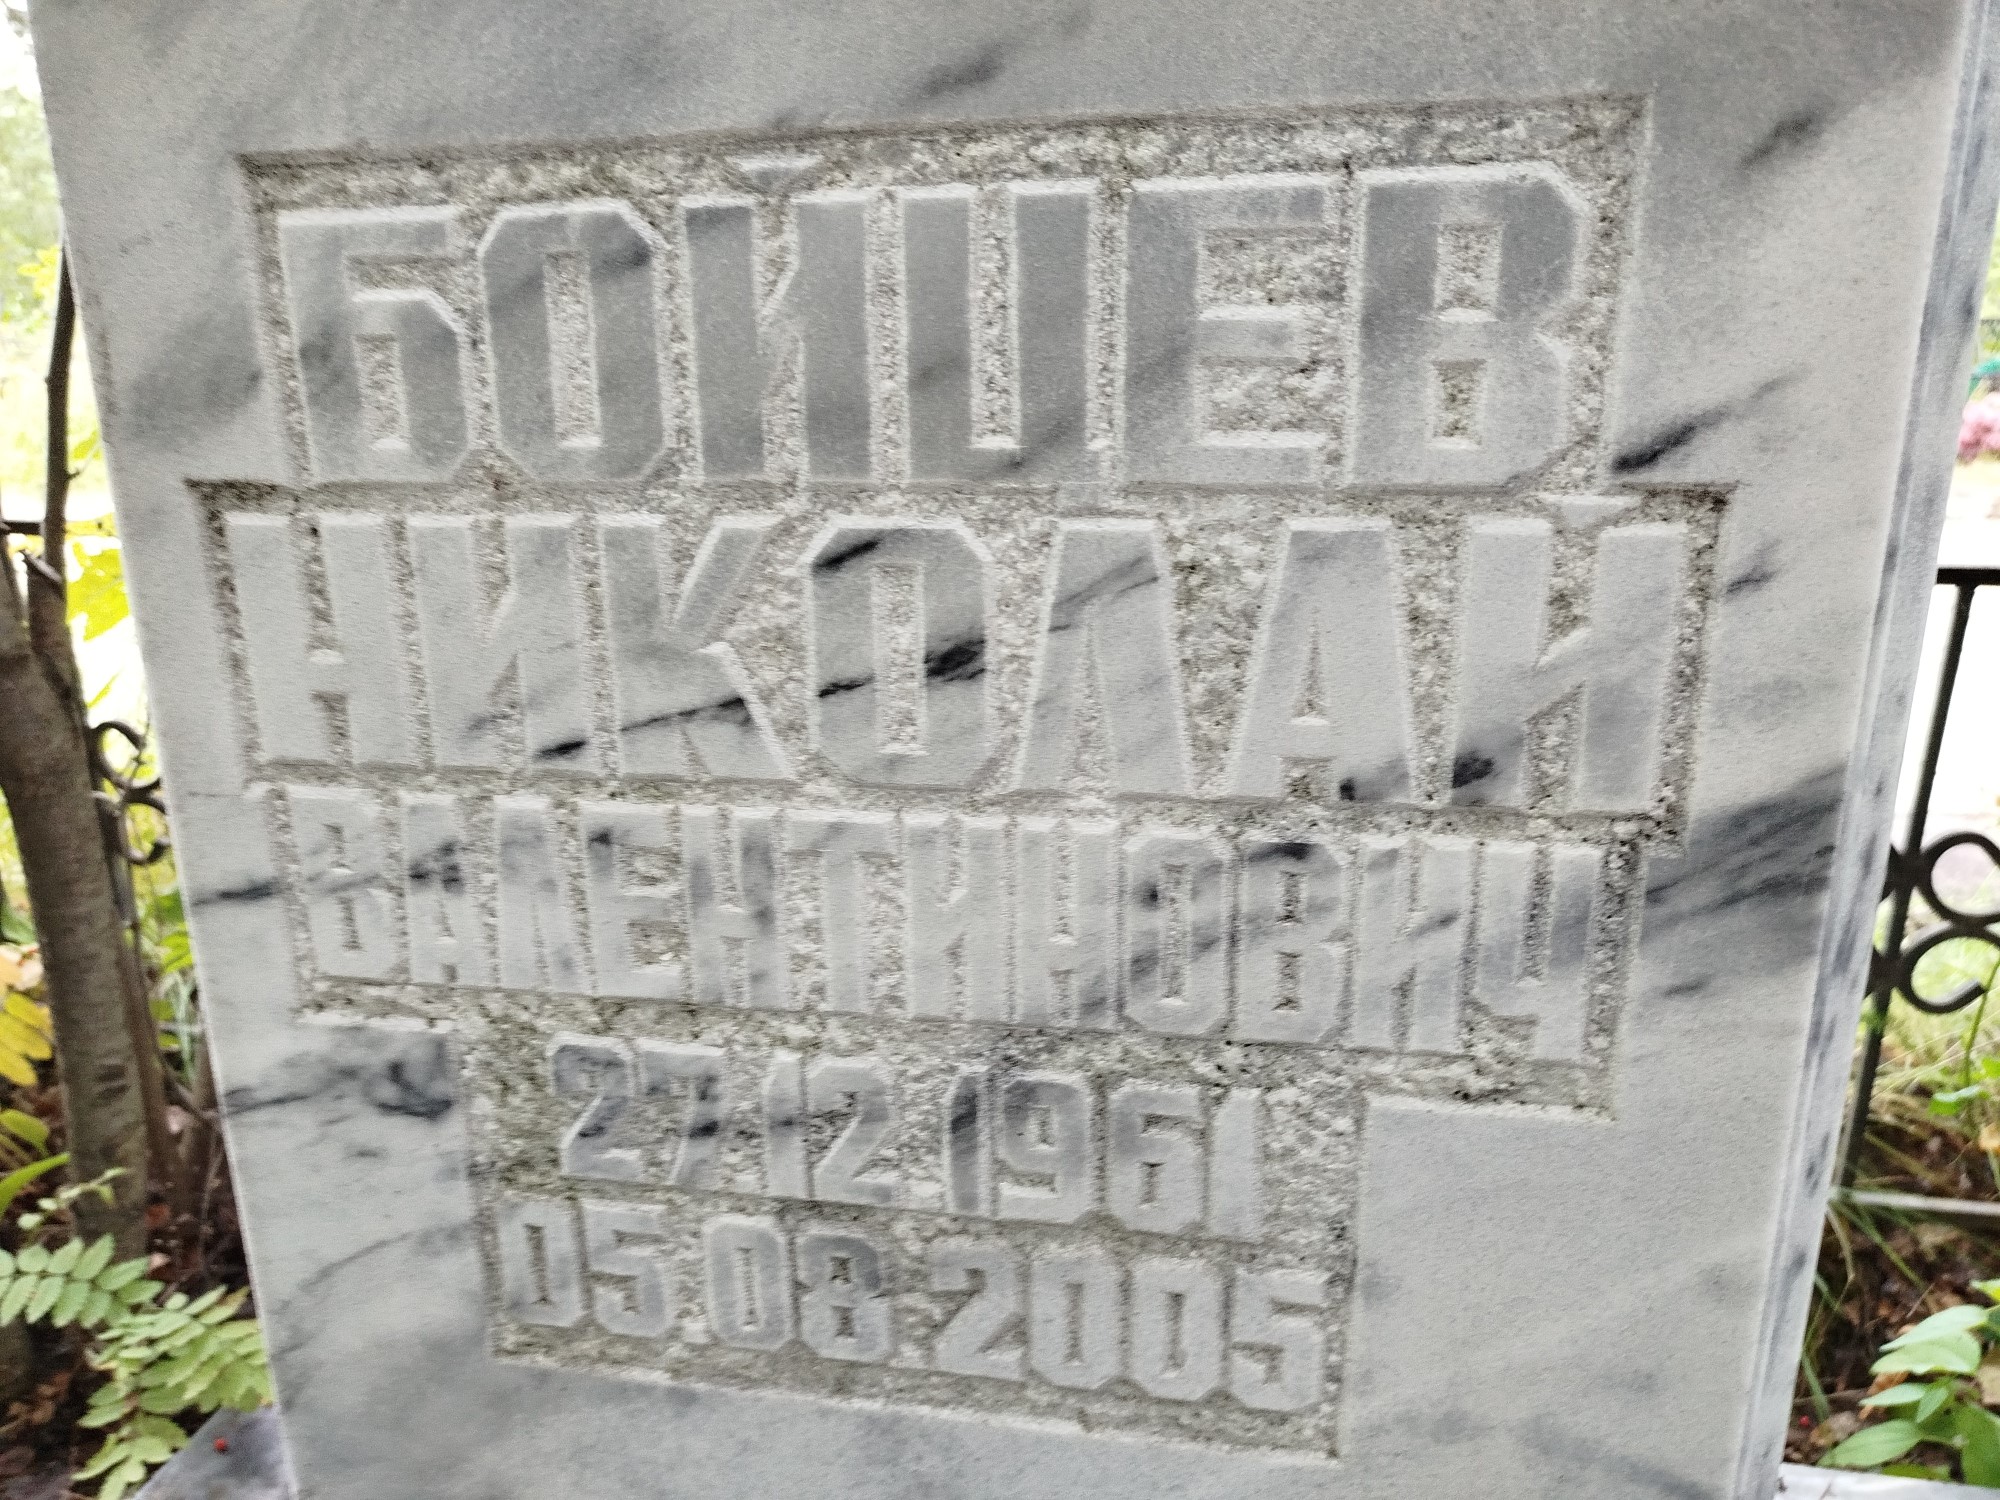 БОЙЦЕВ
НИКОЛАЙ
ВАЛЕНТИНОВИЧ
27.12.1961
05.08.2005